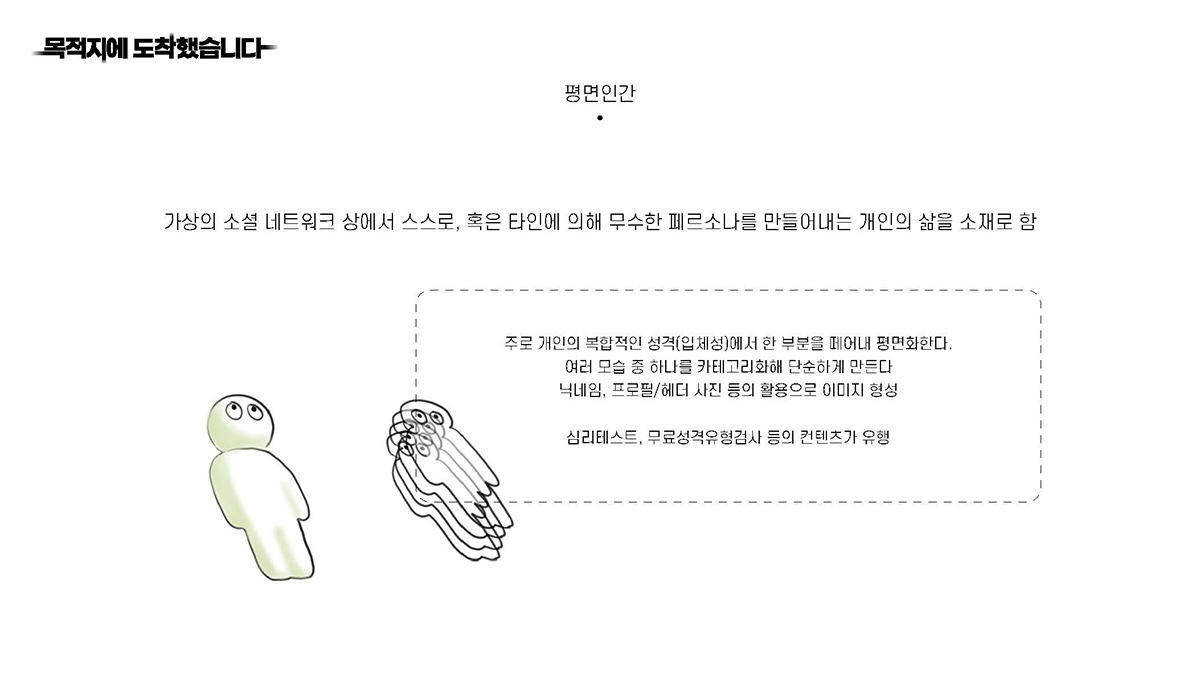 목적지에 도착했습니다
평면인간
가상의 소셜 네트워크 상에서 스스로, 혹은 타인에 의해 무수한 페르소나를 만들어내는 개인의 삶을 소재로 함
주로 개인의 복합적인 성격(입체성)에서 한 부분을 떼어내 평면화한다.
여러 모습 중 하나를 카테고리화해 단순하게 만든다
닉네임, 프로필/헤더 사진 등의 활용으로 이미지 형성
심리테스트, 무료성격유형검사 등의 컨텐츠가 유행